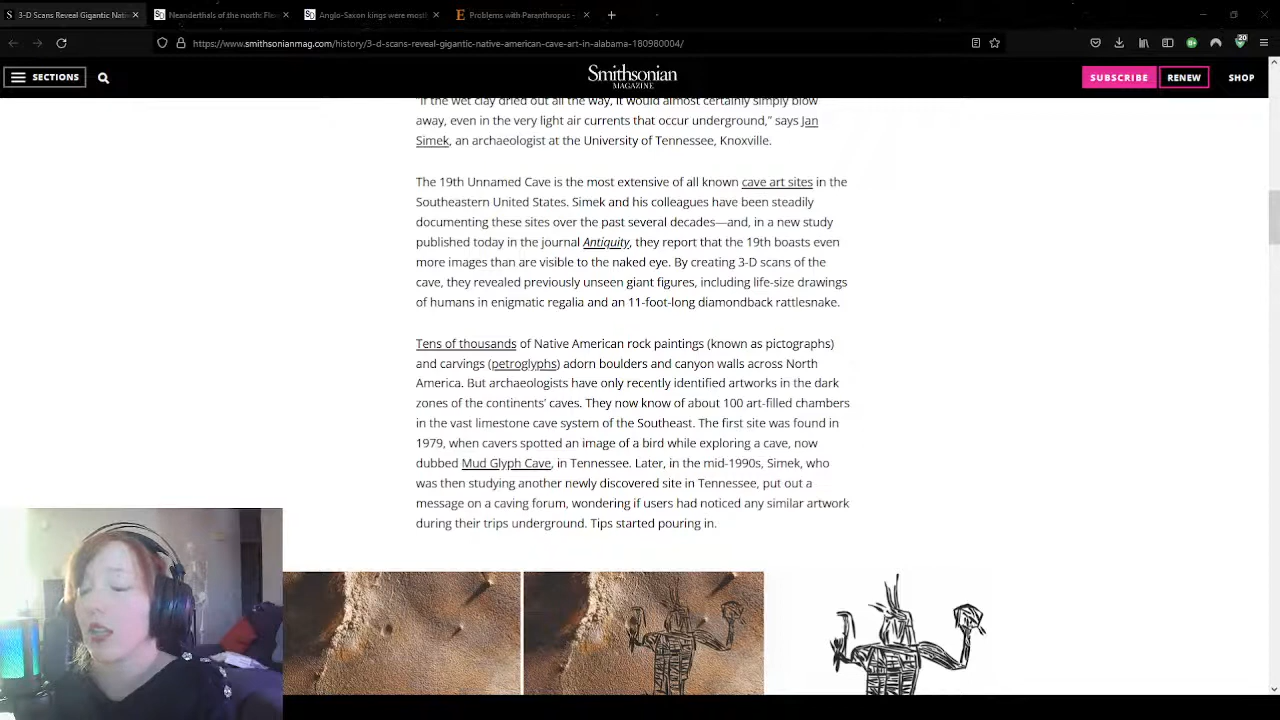 3-D Scans Reveal Gigantic Nati
Neanderthals of the north: Flo
Anglo-Saxon kings were mostl
Problems with Paranthropus -
https://www.smithsonianmag.com/history/3-d-scans-reveal-gigantic-native-american-cave-art-in-alabama-180980004/
20
SECTIONS
Smithsonian
MAGAZINE
SUBSCRIBE
RENEW
SHOP
"If the wet clay dried out all the way, it would almost certainly simply blow
away, even in the very light air currents that occur underground," says Jan
Simek, an archaeologist at the University of Tennessee, Knoxville.
The 19th Unnamed Cave is the most extensive of all known cave art sites in the
Southeastern United States. Simek and his colleagues have been steadily
documenting these sites over the past several decades—and, in a new study
published today in the journal Antiquity, they report that the 19th boasts even
more images than are visible to the naked eye. By creating 3-D scans of the
cave, they revealed previously unseen giant figures, including life-size drawings
of humans in enigmatic regalia and an 11-foot-long diamondback rattlesnake.
Tens of thousands of Native American rock paintings (known as pictographs)
and carvings (petroglyphs) adorn boulders and canyon walls across North
America. But archaeologists have only recently identified artworks in the dark
zones of the continents' caves. They now know of about 100 art-filled chambers
in the vast limestone cave system of the Southeast. The first site was found in
1979, when cavers spotted an image of a bird while exploring a cave, now
dubbed Mud Glyph Cave, in Tennessee. Later, in the mid-1990s, Simek, who
was then studying another newly discovered site in Tennessee, put out a
message on a caving forum, wondering if users had noticed any similar artwork
during their trips underground. Tips started pouring in.